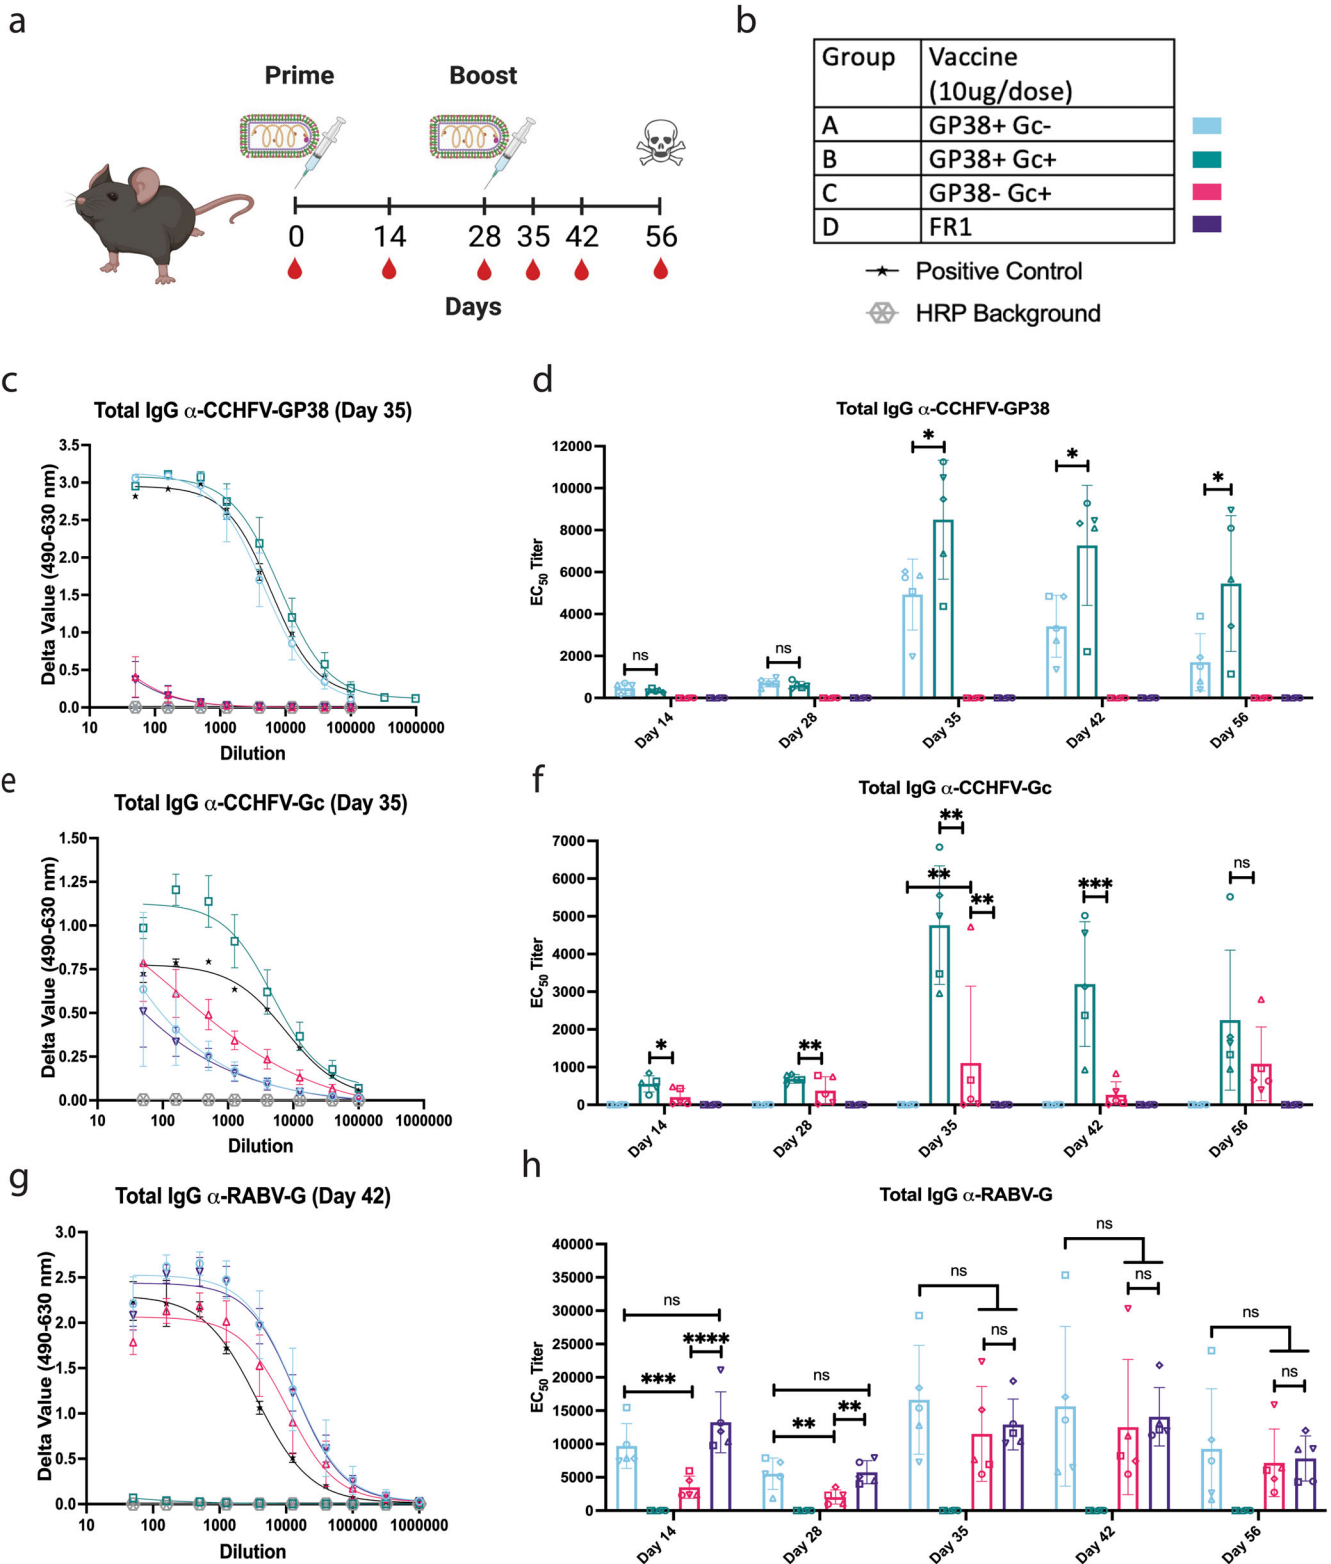 a
b
Prime
Boost
0 14 28 35 42 56
Days
Group Vaccine
(10ug/dose)
A GP38+ Gc-
B GP38+ Gc+
C GP38- Gc+
D FR1
Positive Control
HRP Background
c
Total IgG α-CCHFV-GP38 (Day 35)
Delta Value (490-630 nm)
3.5
3.0
2.5
2.0
1.5
1.0
0.5
0.0
10 100 1000 10000 100000 1000000
Dilution
d
Total IgG α-CCHFV-GP38
EC50 Titer
12000
10000
8000
6000
4000
2000
0
ns ns * * *
Day 14 Day 28 Day 35 Day 42 Day 56
e
Total IgG α-CCHFV-Gc (Day 35)
Delta Value (490-630 nm)
1.50
1.25
1.00
0.75
0.50
0.25
0.00
10 100 1000 10000 100000 1000000
Dilution
f
Total IgG α-CCHFV-Gc
EC50 Titer
7000
6000
5000
4000
3000
2000
1000
0
* ** ** ** ** *** ns
Day 14 Day 28 Day 35 Day 42 Day 56
g
Total IgG α-RABV-G (Day 42)
Delta Value (490-630 nm)
3.0
2.5
2.0
1.5
1.0
0.5
0.0
10 100 1000 10000 100000 1000000
Dilution
h
Total IgG α-RABV-G
EC50 Titer
40000
35000
30000
25000
20000
15000
10000
5000
0
ns **** ***
ns ** **
ns ns
ns ns
ns ns
Day 14 Day 28 Day 35 Day 42 Day 56